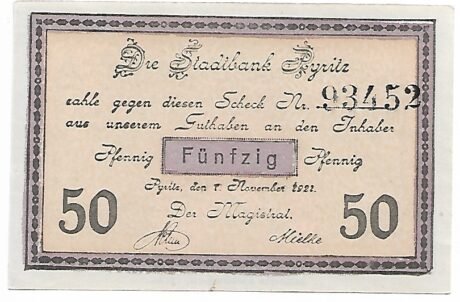 Die Stadtbank Pyritz
zahle gegen diesen Scheck Nr. 93452
aus unserem Guthaben an den Inhaber
Pfennig Fünfzig Pfennig
Pyritz, den 1. November 1921.
50 Der Magistrat. 50
Mielke